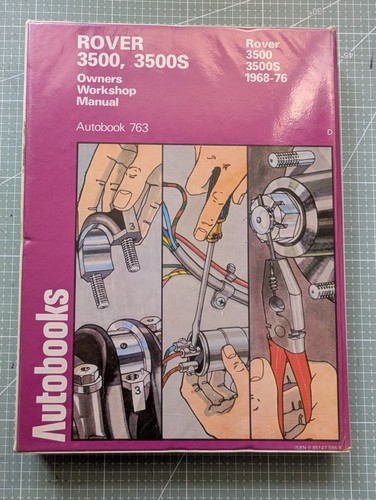 ROVER
3500, 3500S
Owners
Workshop
Manual
Autobook 763
Rover
3500
3500S
1968-76
D
Autobooks
3